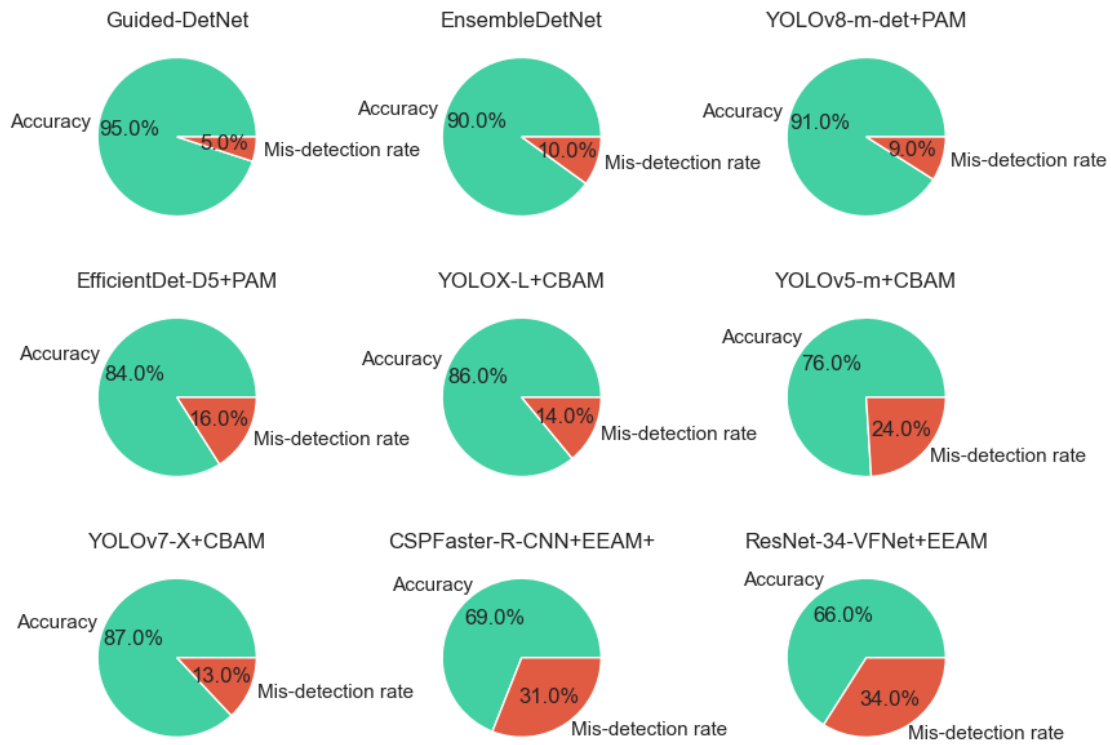 Guided-DetNet
Accuracy
95.0%
5.0%
Mis-detection rate
EnsembleDetNet
Accuracy
90.0%
10.0%
Mis-detection rate
YOLOv8-m-det+PAM
Accuracy
91.0%
9.0%
Mis-detection rate
EfficientDet-D5+PAM
Accuracy
84.0%
16.0%
Mis-detection rate
YOLOX-L+CBAM
Accuracy
86.0%
14.0%
Mis-detection rate
YOLOv5-m+CBAM
Accuracy
76.0%
24.0%
Mis-detection rate
YOLOv7-X+CBAM
Accuracy
87.0%
13.0%
Mis-detection rate
CSPFaster-R-CNN+EEAM+
Accuracy
69.0%
31.0%
Mis-detection rate
ResNet-34-VFNet+EEAM
Accuracy
66.0%
34.0%
Mis-detection rate